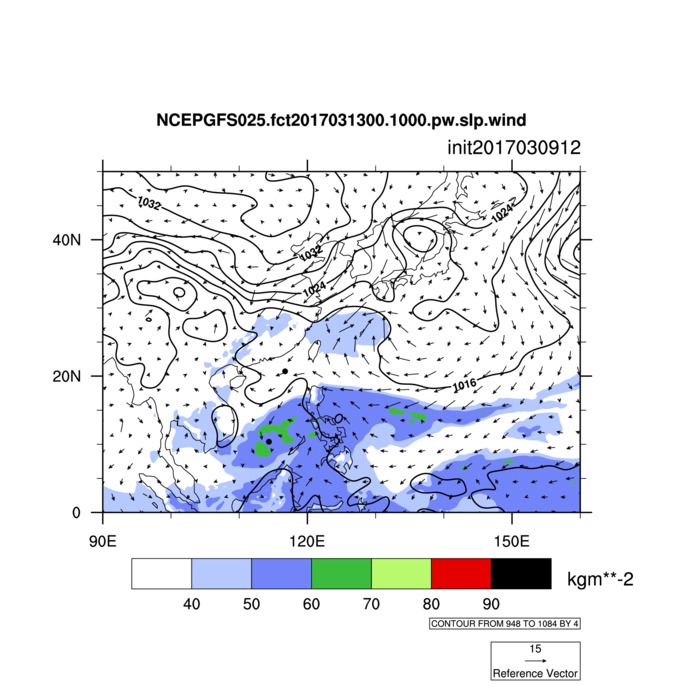 NCEPGFS025.fct2017031300.1000.pw.slp.wind
init2017030912
1032
1024
40N
1032
1024
0
20N
1016
0
90E
120E
150E
40 50 60 70 80 90
kgm**-2
CONTOUR FROM 948 TO 1084 BY 4
15
Reference Vector